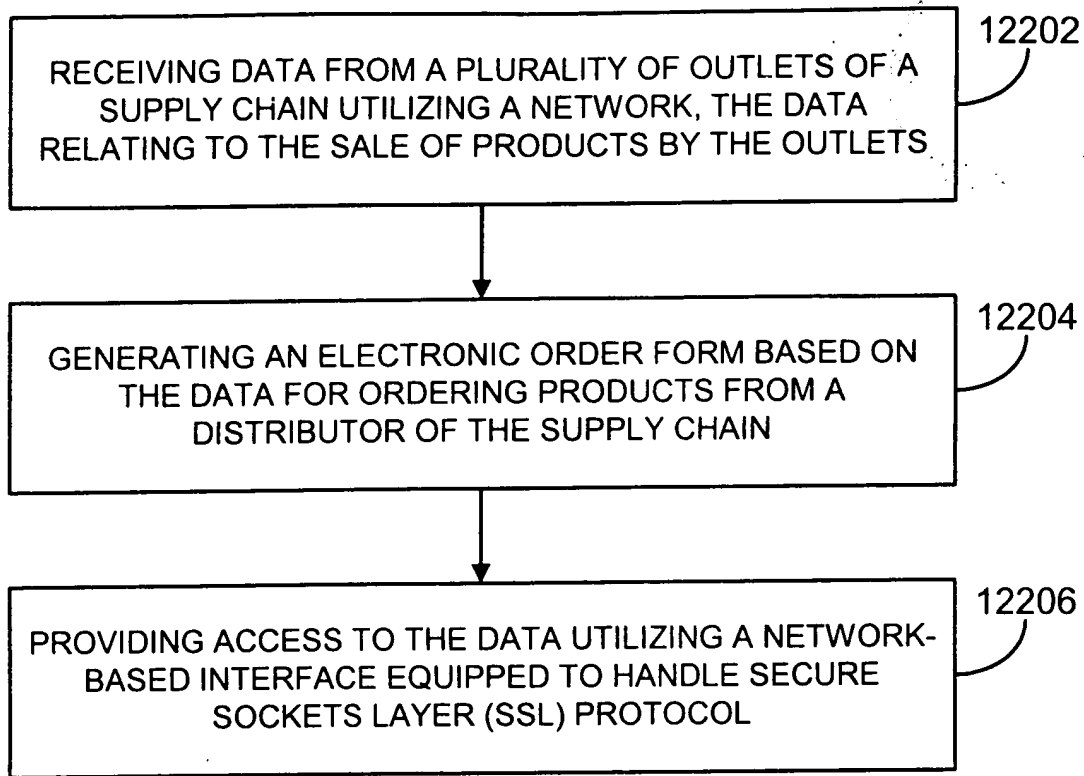 12202
RECEIVING DATA FROM A PLURALITY OF OUTLETS OF A
SUPPLY CHAIN UTILIZING A NETWORK, THE DATA
RELATING TO THE SALE OF PRODUCTS BY THE OUTLETS
12204
GENERATING AN ELECTRONIC ORDER FORM BASED ON
THE DATA FOR ORDERING PRODUCTS FROM A
DISTRIBUTOR OF THE SUPPLY CHAIN
12206
PROVIDING ACCESS TO THE DATA UTILIZING A NETWORK-
BASED INTERFACE EQUIPPED TO HANDLE SECURE
SOCKETS LAYER (SSL) PROTOCOL